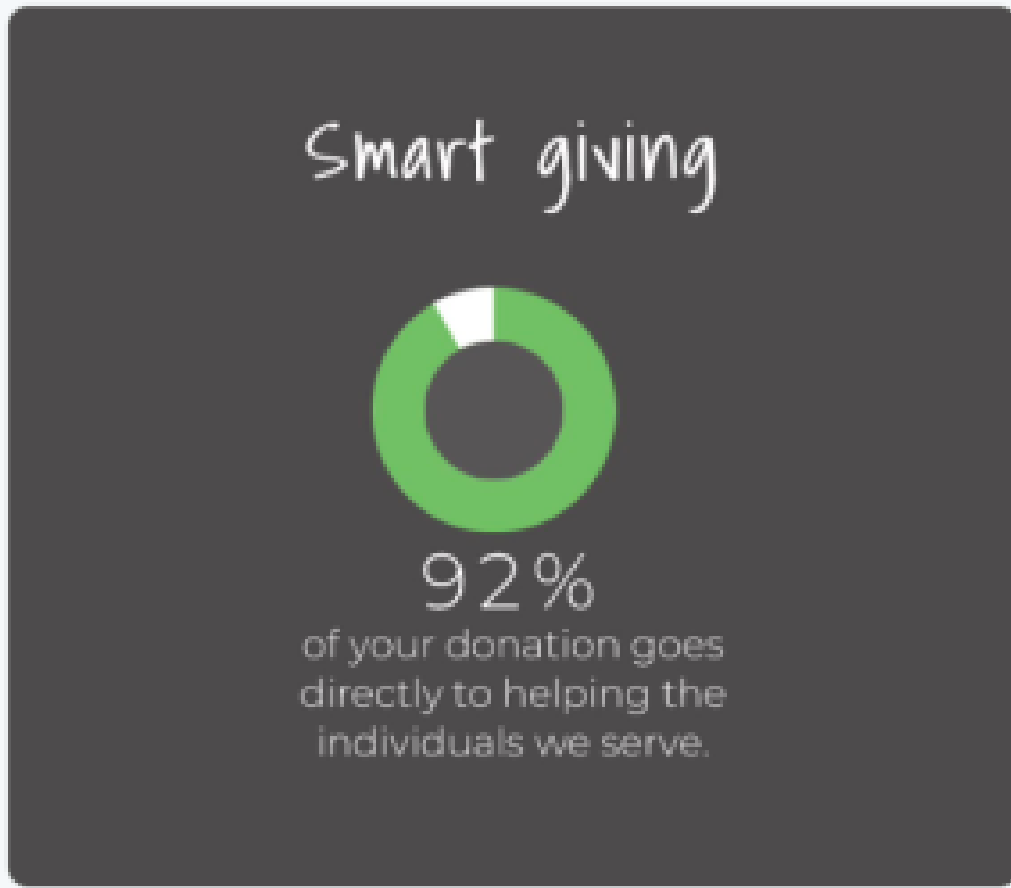 Smart giving
92%
of your donation goes
directly to helping the
individuals we serve.